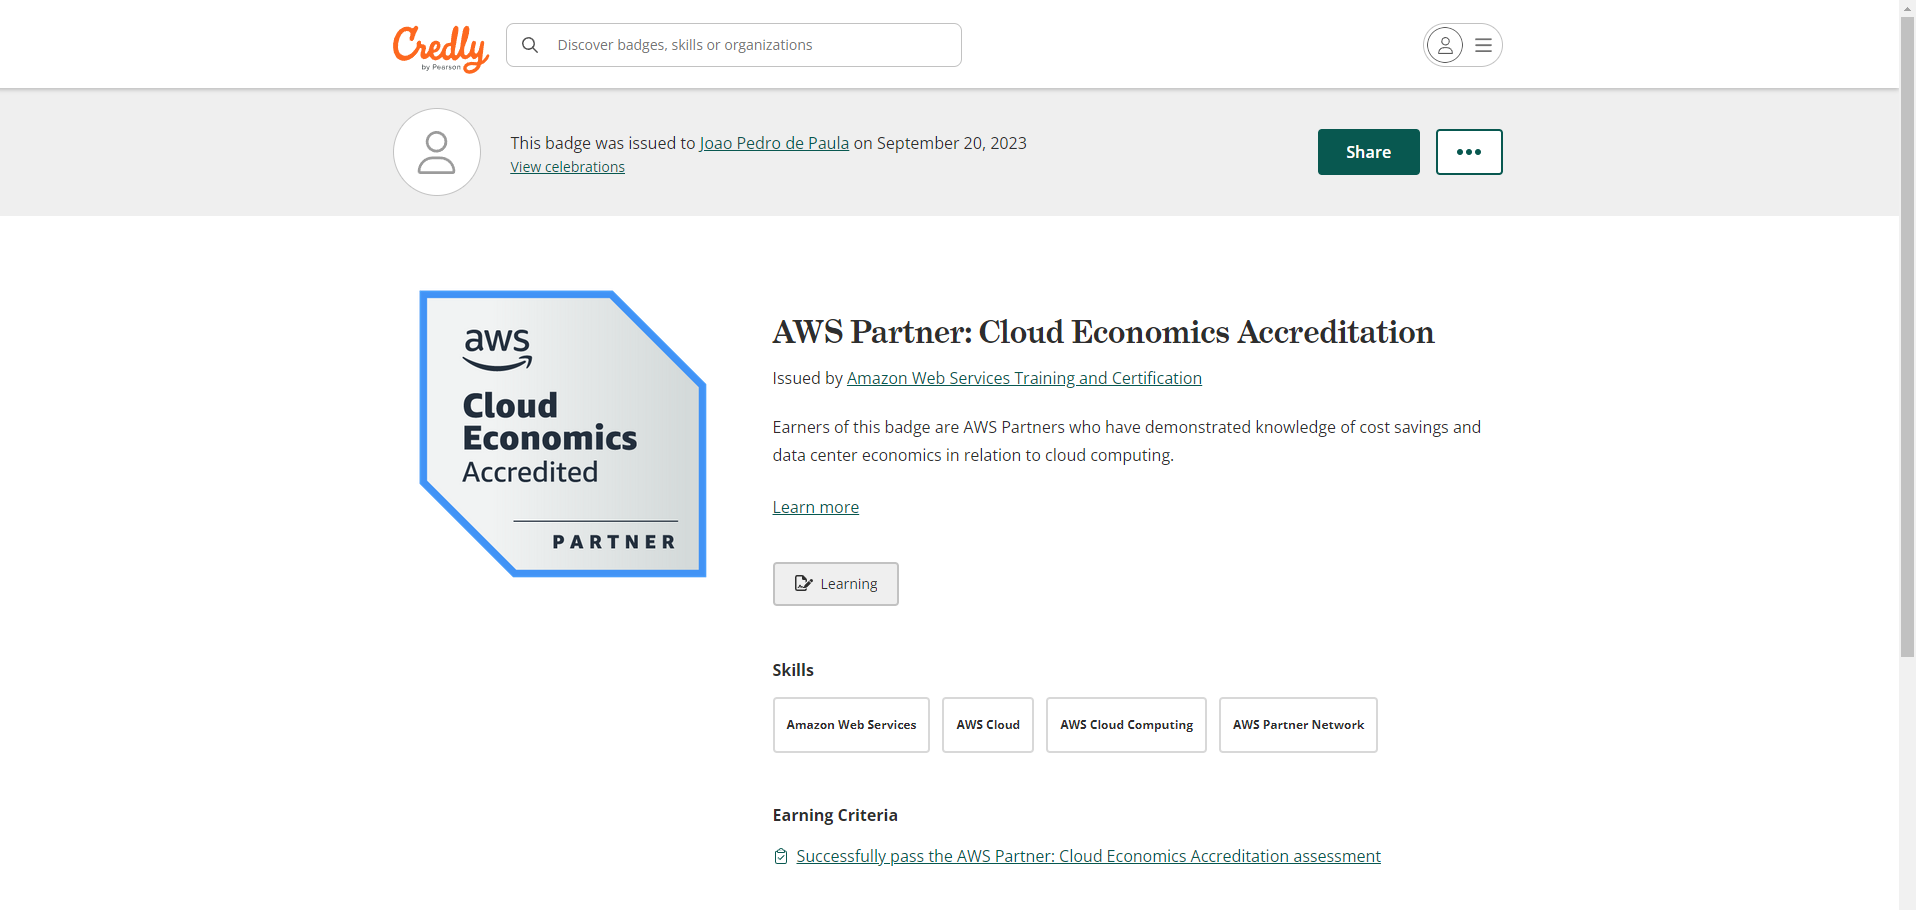 Credly
by Pearson
Discover badges, skills or organizations
This badge was issued to Joao Pedro de Paula on September 20, 2023
View celebrations
Share
aws
Cloud
Economics
Accredited
PARTNER
AWS Partner: Cloud Economics Accreditation
Issued by Amazon Web Services Training and Certification
Earners of this badge are AWS Partners who have demonstrated knowledge of cost savings and
data center economics in relation to cloud computing.
Learn more
Learning
Skills
Amazon Web Services
AWS Cloud
AWS Cloud Computing
AWS Partner Network
Earning Criteria
Successfully pass the AWS Partner: Cloud Economics Accreditation assessment